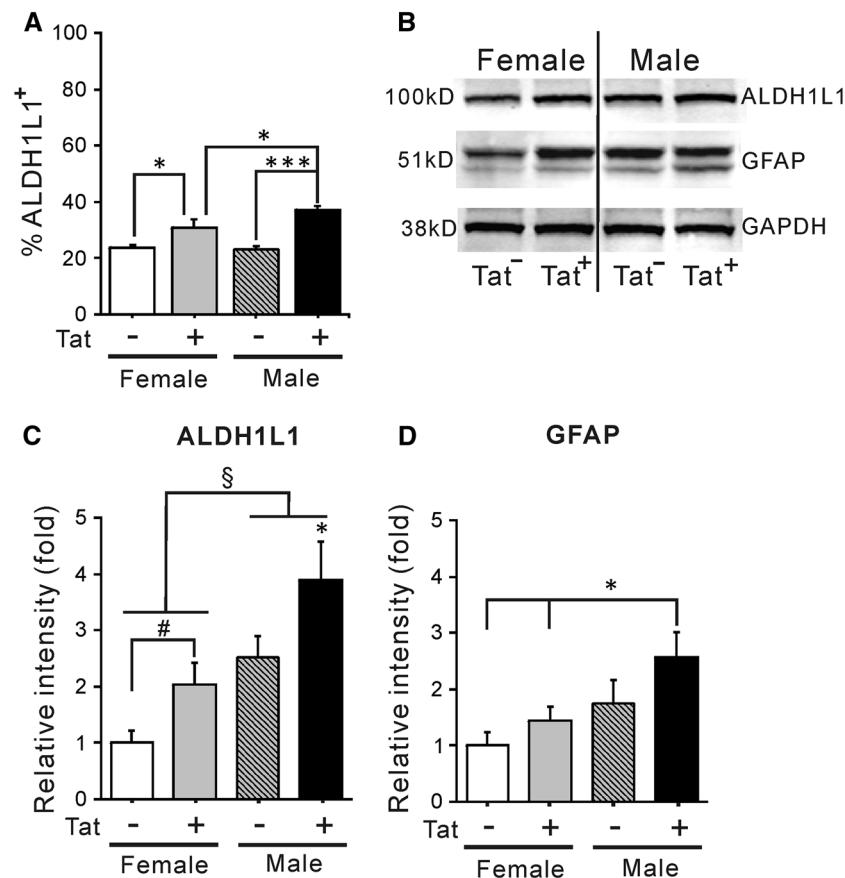 A
100
80
60
40
20
0
% ALDH1L1+
*
*
***
Tat - + - +
Female Male
B
Female Male
100kD ALDH1L1
51kD GFAP
38kD GAPDH
Tat− Tat+ Tat− Tat+
C ALDH1L1
§
5
4
3
2
1
0
Relative intensity (fold)
*
#
Tat - + - +
Female Male
D GFAP
5
4
3
2
1
0
Relative intensity (fold)
*
Tat - + - +
Female Male